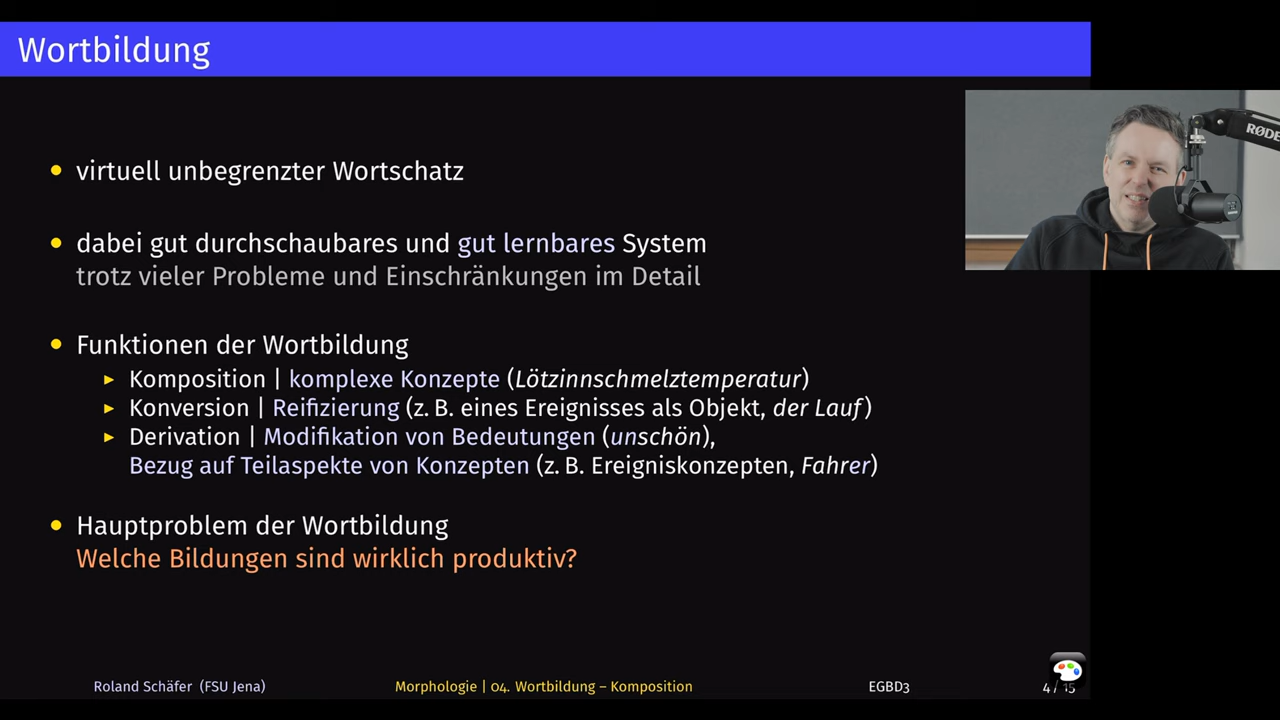 Wortbildung
RØDE
• virtuell unbegrenzter Wortschatz
• dabei gut durchschaubares und gut lernbares System
trotz vieler Probleme und Einschränkungen im Detail
• Funktionen der Wortbildung
▶ Komposition | komplexe Konzepte (Lötzinnschmelztemperatur)
▶ Konversion | Reifizierung (z. B. eines Ereignisses als Objekt, der Lauf)
▶ Derivation | Modifikation von Bedeutungen (unschön),
Bezug auf Teilaspekte von Konzepten (z. B. Ereigniskonzepten, Fahrer)
• Hauptproblem der Wortbildung
Welche Bildungen sind wirklich produktiv?
Roland Schäfer (FSU Jena) Morphologie | 04. Wortbildung – Komposition EGBD3 4 / 15